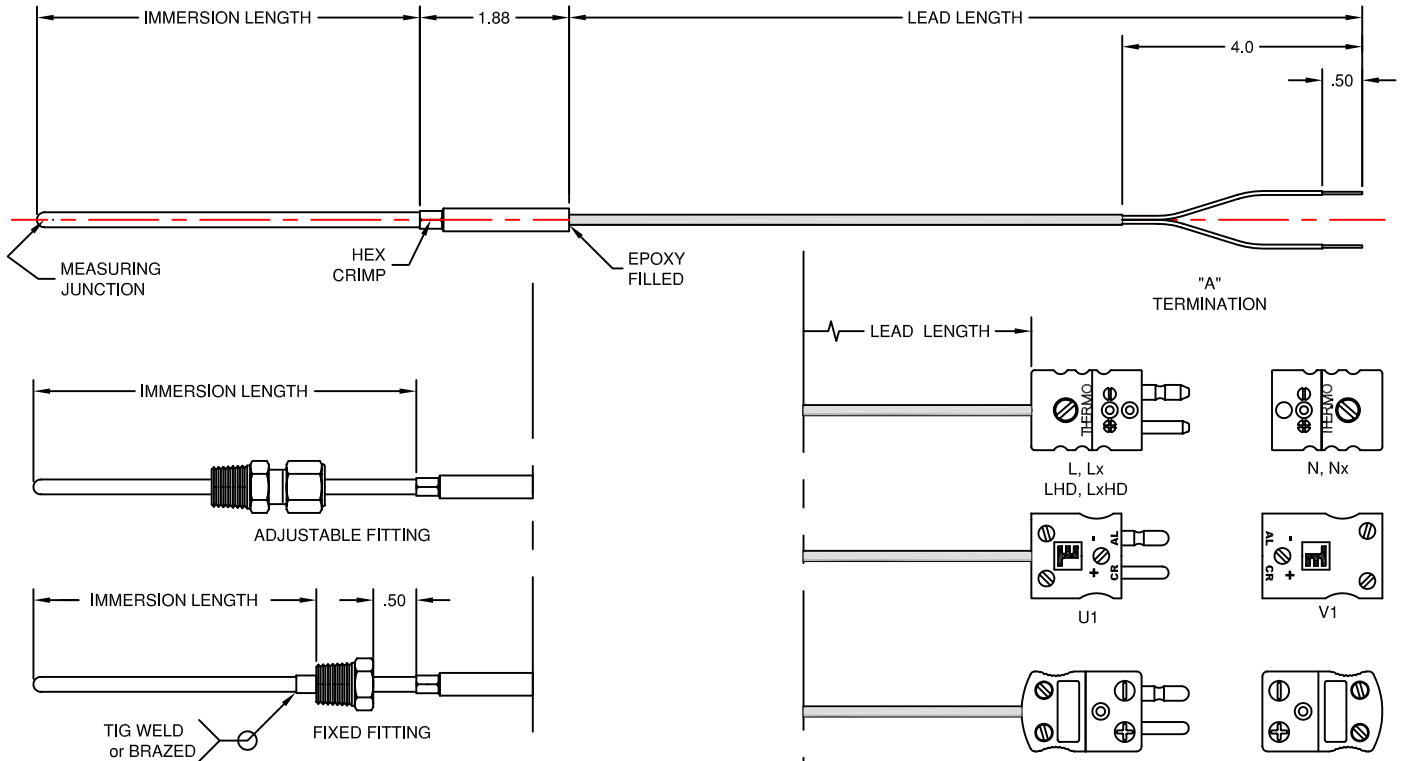 IMMERSION LENGTH
1.88
LEAD LENGTH
4.0
.50
MEASURING
JUNCTION
HEX
CRIMP
EPOXY
FILLED
"A"
TERMINATION
LEAD LENGTH
IMMERSION LENGTH
THERMO
THERMO
L, Lx
LHD, LxHD
N, Nx
ADJUSTABLE FITTING
- AL
+ CR
TE
U1
AL -
CR +
TE
V1
IMMERSION LENGTH
.50
TIG WELD
or BRAZED
FIXED FITTING